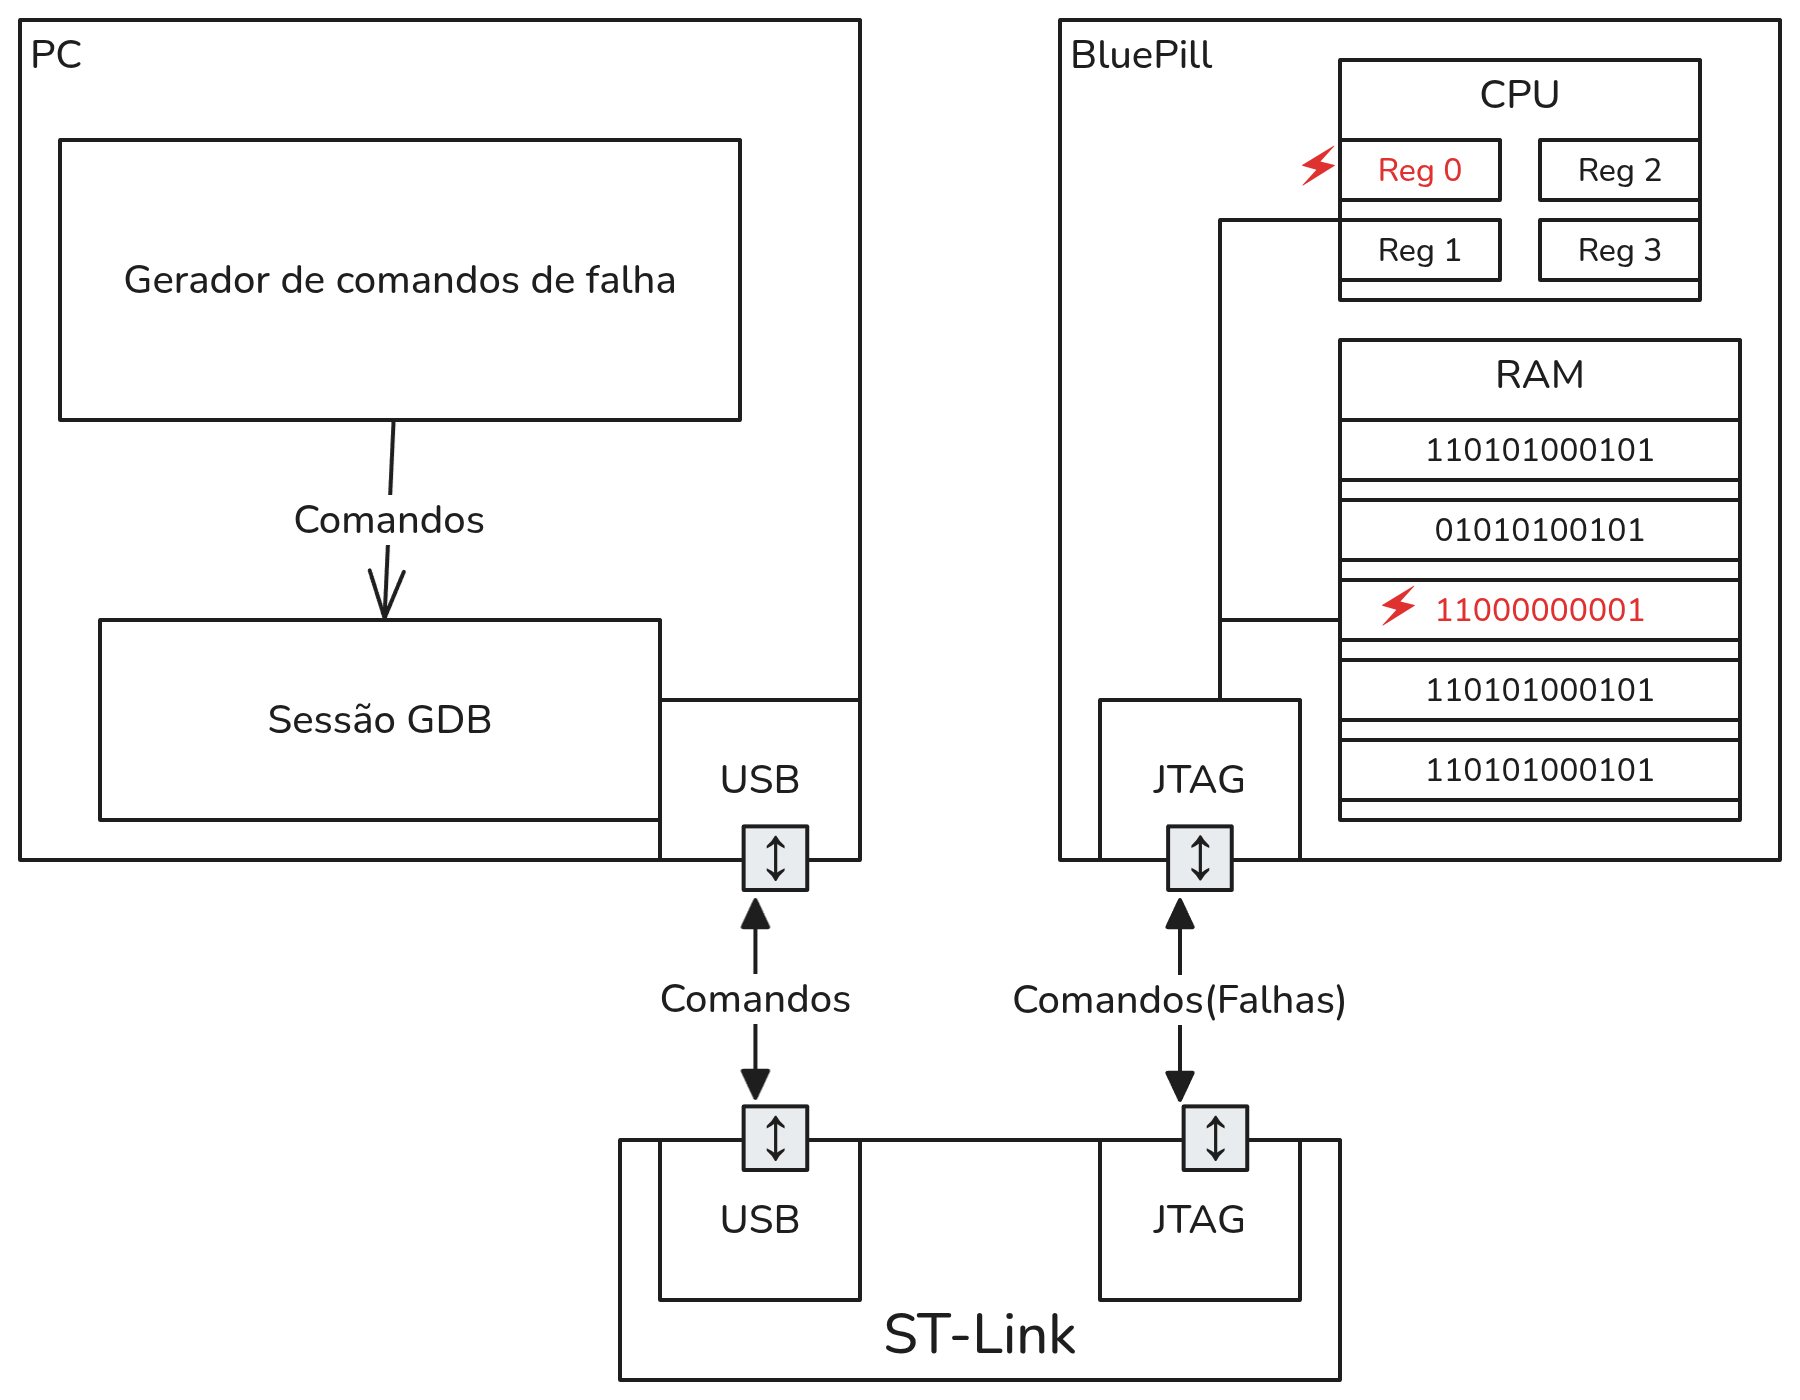 PC
Gerador de comandos de falha
Comandos
Sessão GDB
USB
BluePill
CPU
Reg 0
Reg 2
Reg 1
Reg 3
RAM
110101000101
01010100101
11000000001
110101000101
110101000101
JTAG
Comandos
Comandos(Falhas)
USB
JTAG
ST-Link